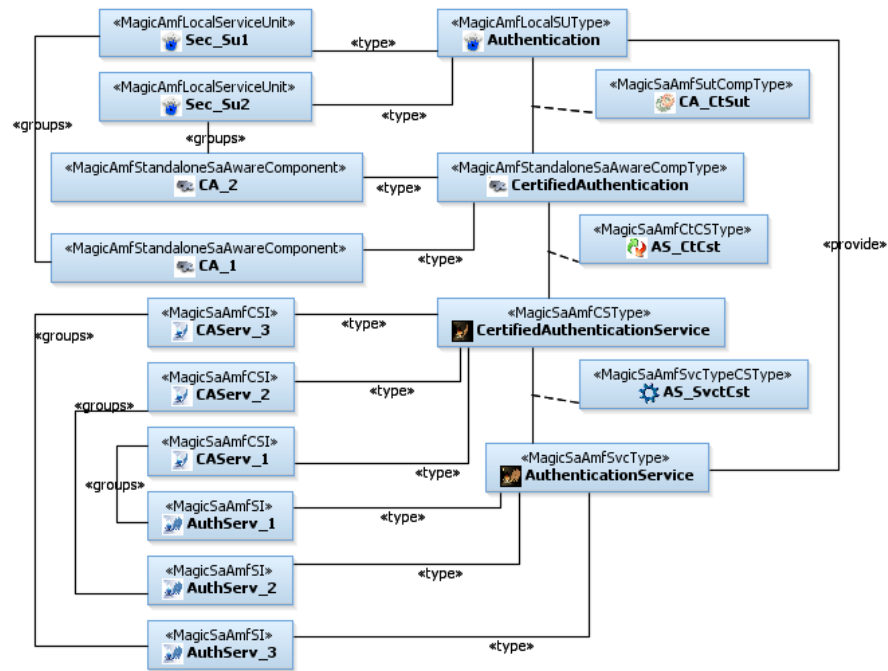 «MagicAmfLocalServiceUnit»
Sec_Su1
«type»
«MagicAmfLocalSUType»
Authentication
«MagicAmfLocalServiceUnit»
Sec_Su2
«type»
«MagicSaAmfSutCompType»
CA_CtSut
«groups»
«groups»
«MagicAmfStandaloneSaAwareComponent»
CA_2
«type»
«MagicAmfStandaloneSaAwareCompType»
CertifiedAuthentication
«MagicAmfStandaloneSaAwareComponent»
CA_1
«type»
«MagicSaAmfCtCSType»
AS_CtCst
«provide»
«MagicSaAmfCSI»
CAServ_3
«type»
«MagicSaAmfCSType»
CertifiedAuthenticationService
«groups»
«MagicSaAmfCSI»
CAServ_2
«type»
«MagicSaAmfSvcTypeCSType»
AS_SvctCst
«groups»
«MagicSaAmfCSI»
CAServ_1
«type»
«MagicSaAmfSvcType»
AuthenticationService
«groups»
«MagicSaAmfSI»
AuthServ_1
«type»
«MagicSaAmfSI»
AuthServ_2
«type»
«MagicSaAmfSI»
AuthServ_3
«type»